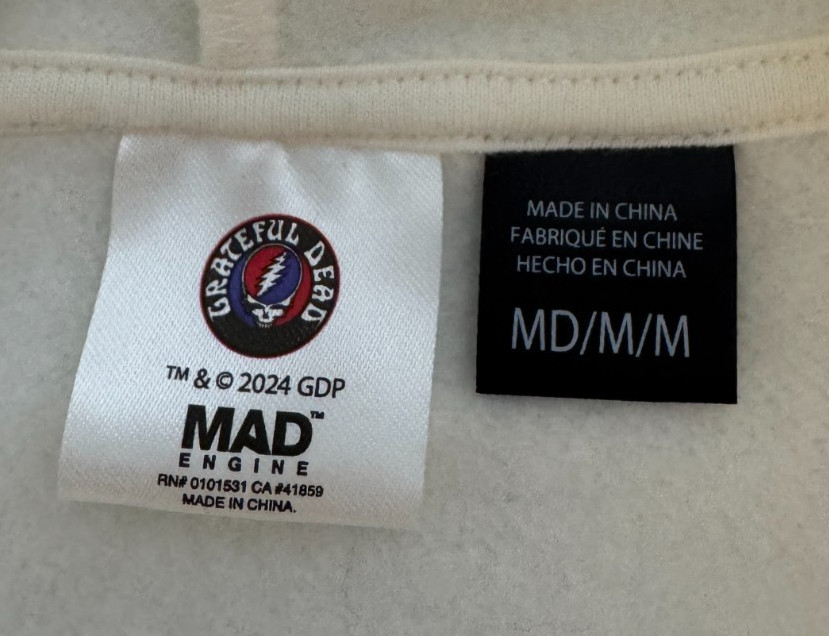 GRATEFUL DEAD
™ & © 2024 GDP
MAD™
ENGINE
RN# 0101531 CA #41859
MADE IN CHINA.
MADE IN CHINA
FABRIQUÉ EN CHINE
HECHO EN CHINA
MD/M/M